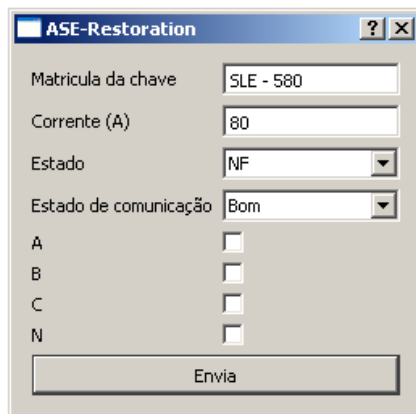 ASE-Restoration
Matricula da chave SLE - 580
Corrente (A) 80
Estado NF
Estado de comunicação Bom
A
B
C
N
Envia